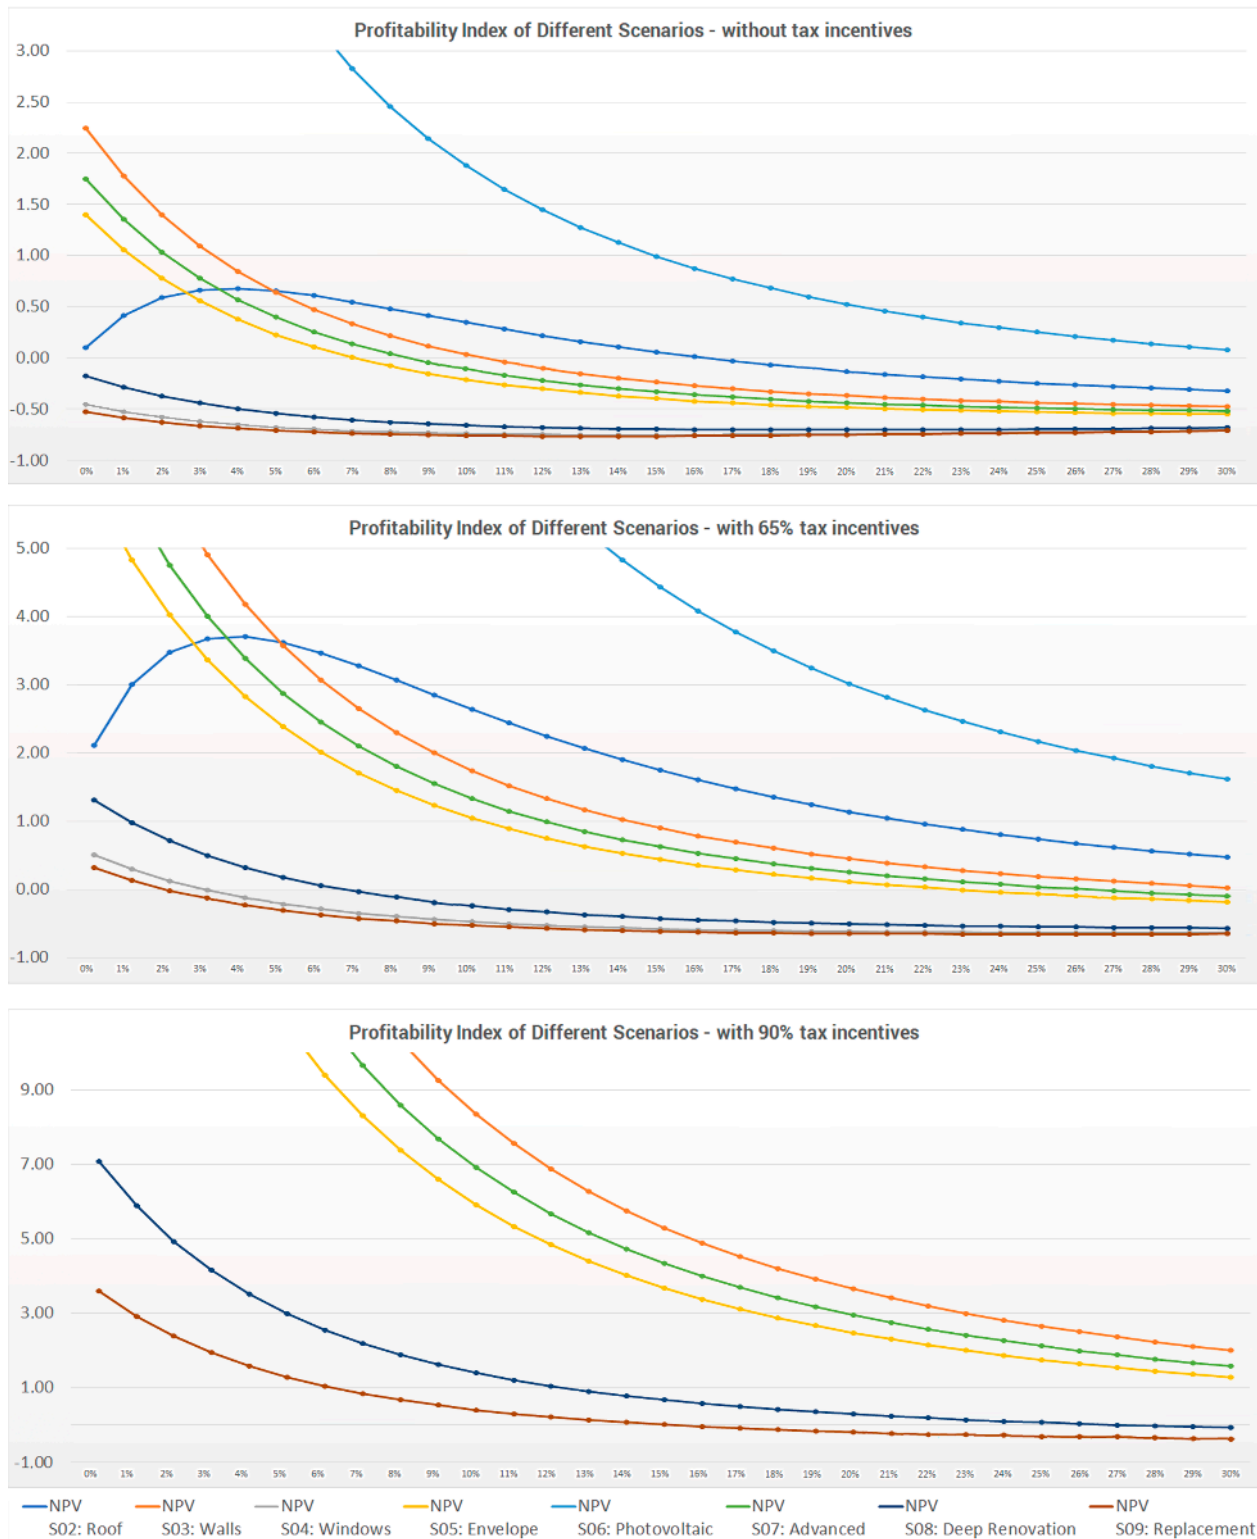 Profitability Index of Different Scenarios - without tax incentives
3.00
2.50
2.00
1.50
1.00
0.50
0.00
-0.50
-1.00
0% 1% 2% 3% 4% 5% 6% 7% 8% 9% 10% 11% 12% 13% 14% 15% 16% 17% 18% 19% 20% 21% 22% 23% 24% 25% 26% 27% 28% 29% 30%
Profitability Index of Different Scenarios - with 65% tax incentives
5.00
4.00
3.00
2.00
1.00
0.00
-1.00
0% 1% 2% 3% 4% 5% 6% 7% 8% 9% 10% 11% 12% 13% 14% 15% 16% 17% 18% 19% 20% 21% 22% 23% 24% 25% 26% 27% 28% 29% 30%
Profitability Index of Different Scenarios - with 90% tax incentives
9.00
7.00
5.00
3.00
1.00
-1.00
0% 1% 2% 3% 4% 5% 6% 7% 8% 9% 10% 11% 12% 13% 14% 15% 16% 17% 18% 19% 20% 21% 22% 23% 24% 25% 26% 27% 28% 29% 30%
NPV NPV NPV NPV NPV NPV NPV NPV
S02: Roof S03: Walls S04: Windows S05: Envelope S06: Photovoltaic S07: Advanced S08: Deep Renovation S09: Replacement